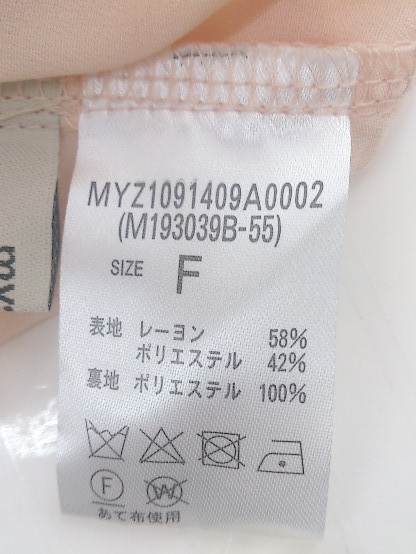 MYZ1091409A0002
(M193039B-55)
SIZE F
表地 レーヨン 58%
ポリエステル 42%
裏地 ポリエステル 100%
F W
あて布使用